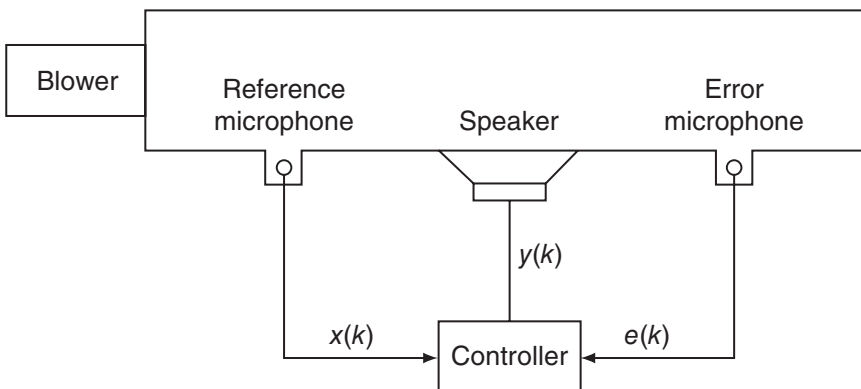 Blower
Reference
microphone
Speaker
Error
microphone
y(k)
x(k)
Controller
e(k)